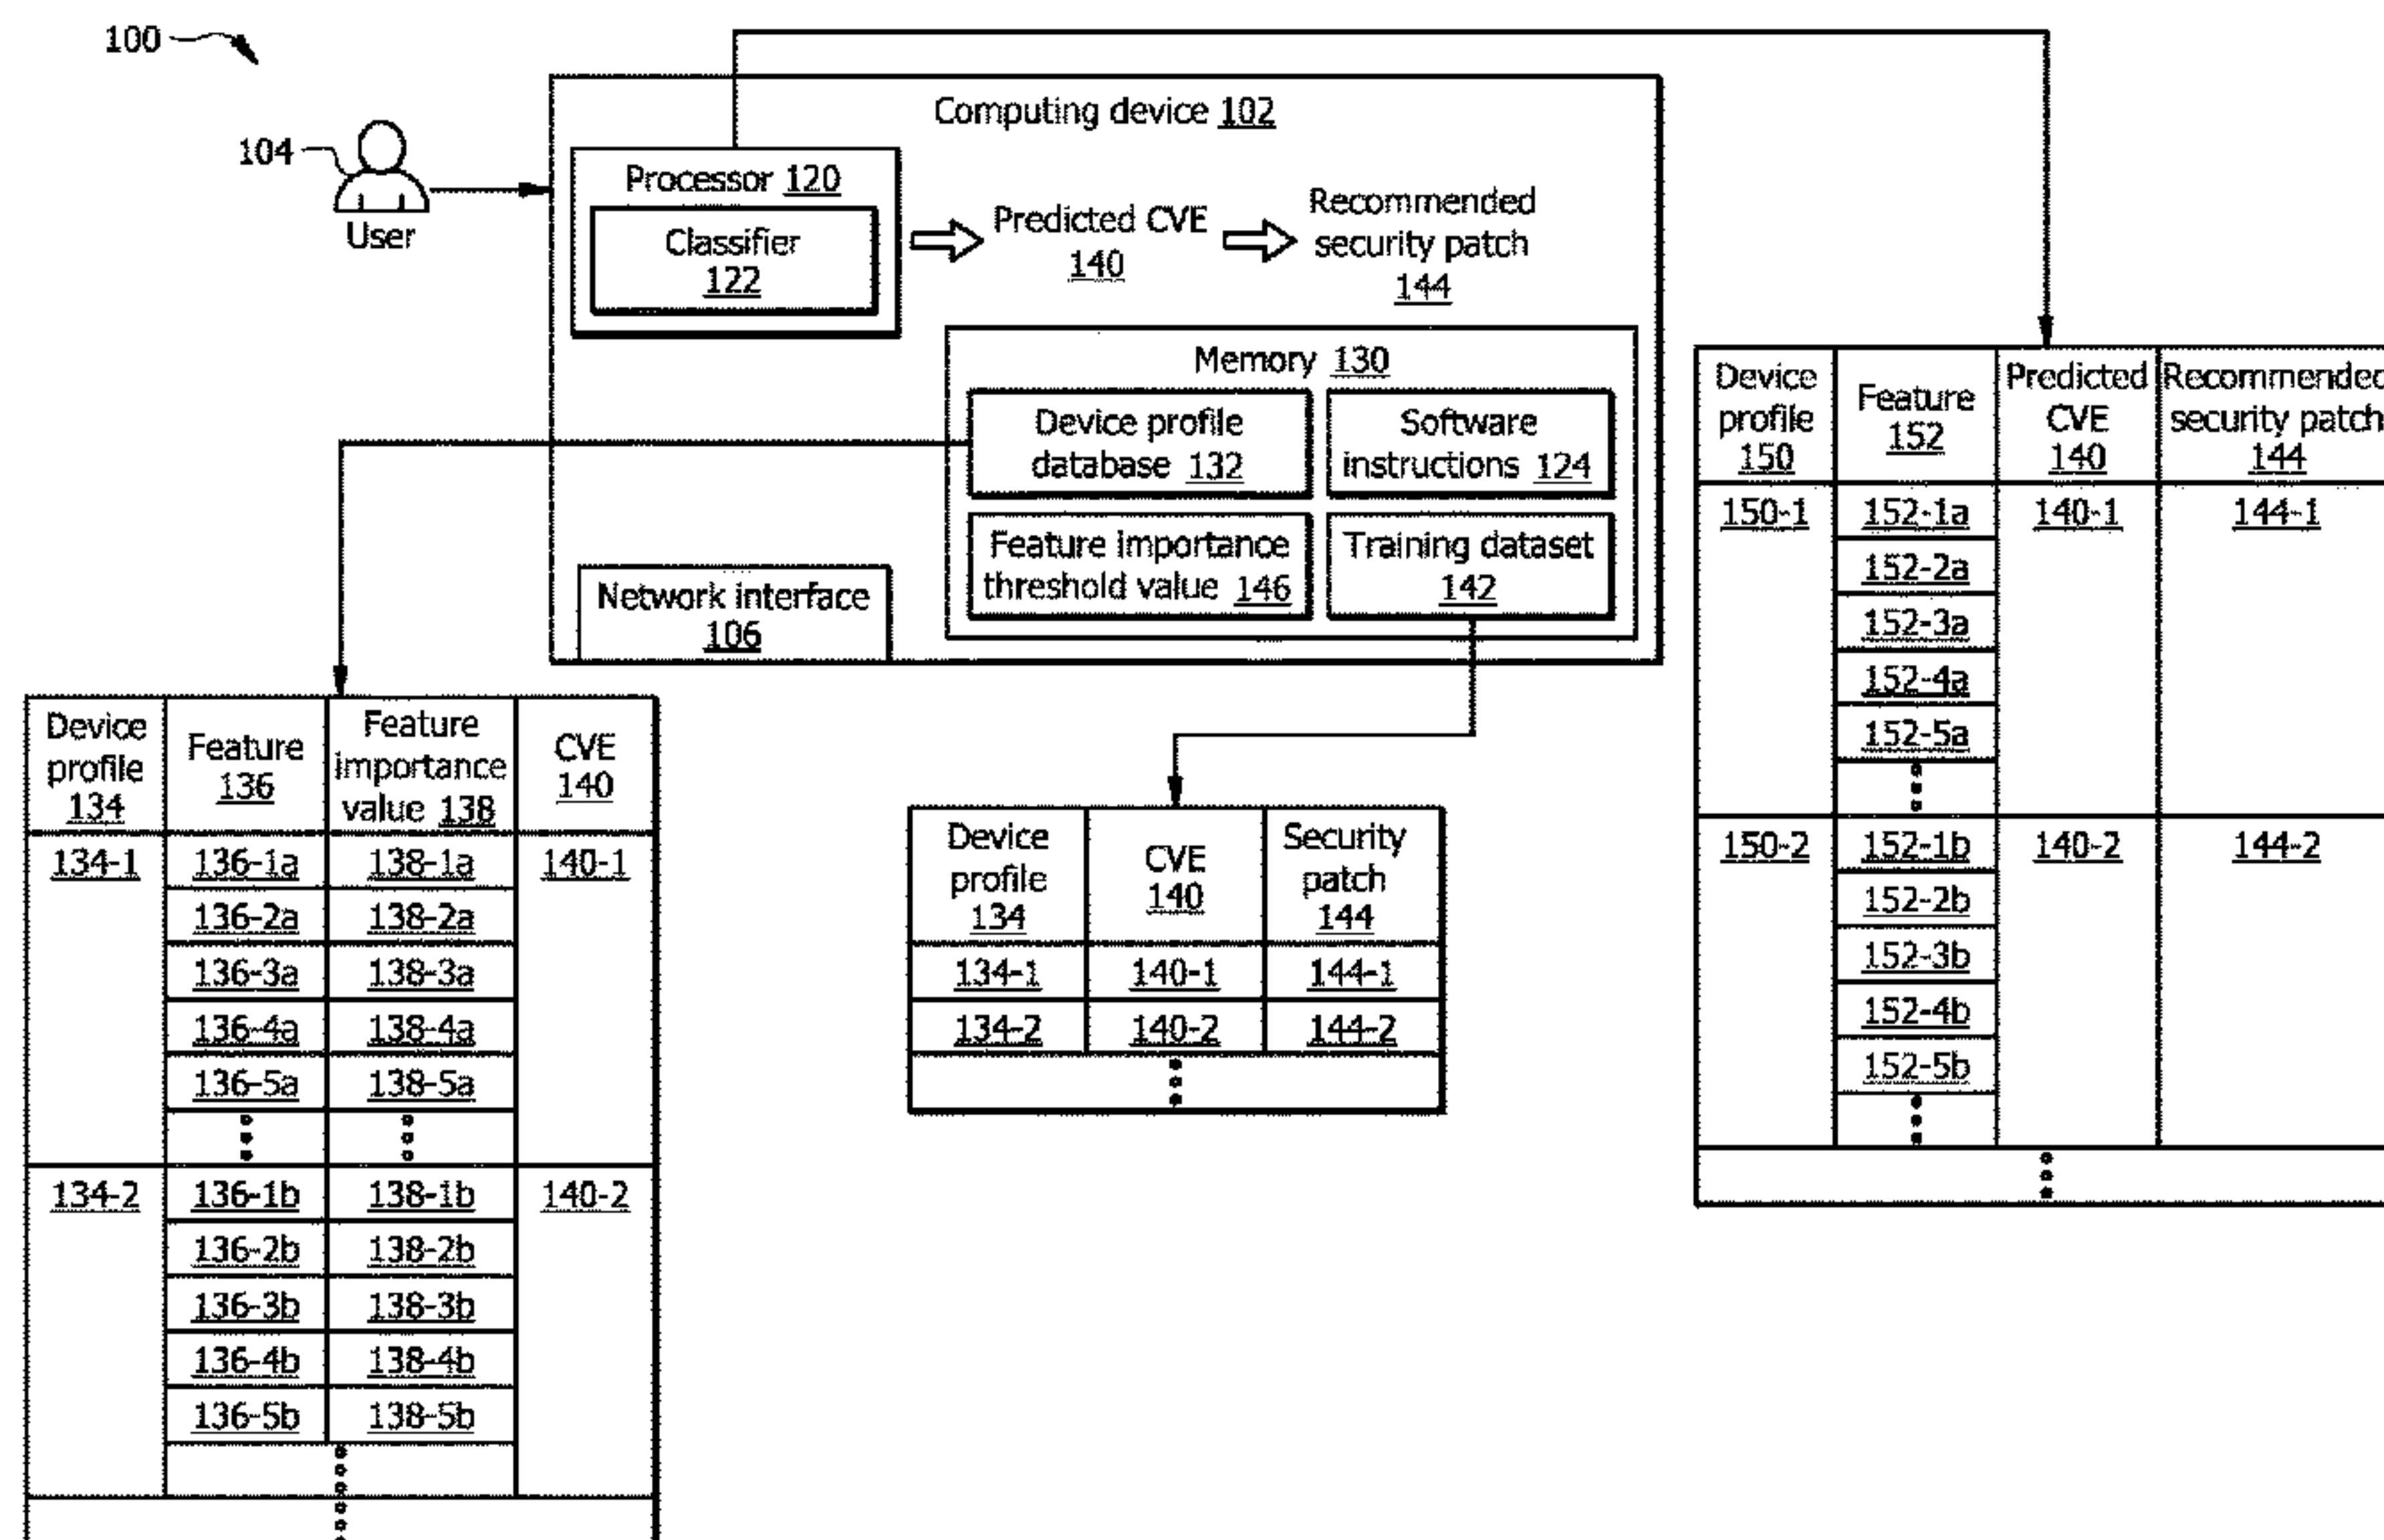 100
104
User
Computing device 102
Processor 120
Classifier
122
Predicted CVE
140
Recommended
security patch
144
Memory 130
Device profile
database 132
Software
instructions 124
Feature importance
threshold value 146
Training dataset
142
Network interface
106
Device
profile
134
Feature
136
Feature
importance
value 138
CVE
140
134-1 136-1a 138-1a 140-1
136-2a 138-2a
136-3a 138-3a
136-4a 138-4a
136-5a 138-5a
134-2 136-1b 138-1b 140-2
136-2b 138-2b
136-3b 138-3b
136-4b 138-4b
136-5b 138-5b
Device
profile
134
CVE
140
Security
patch
144
134-1 140-1 144-1
134-2 140-2 144-2
Device
profile
150
Feature
152
Predicted
CVE
140
Recommended
security patch
144
150-1 152-1a 140-1 144-1
152-2a
152-3a
152-4a
152-5a
150-2 152-1b 140-2 144-2
152-2b
152-3b
152-4b
152-5b